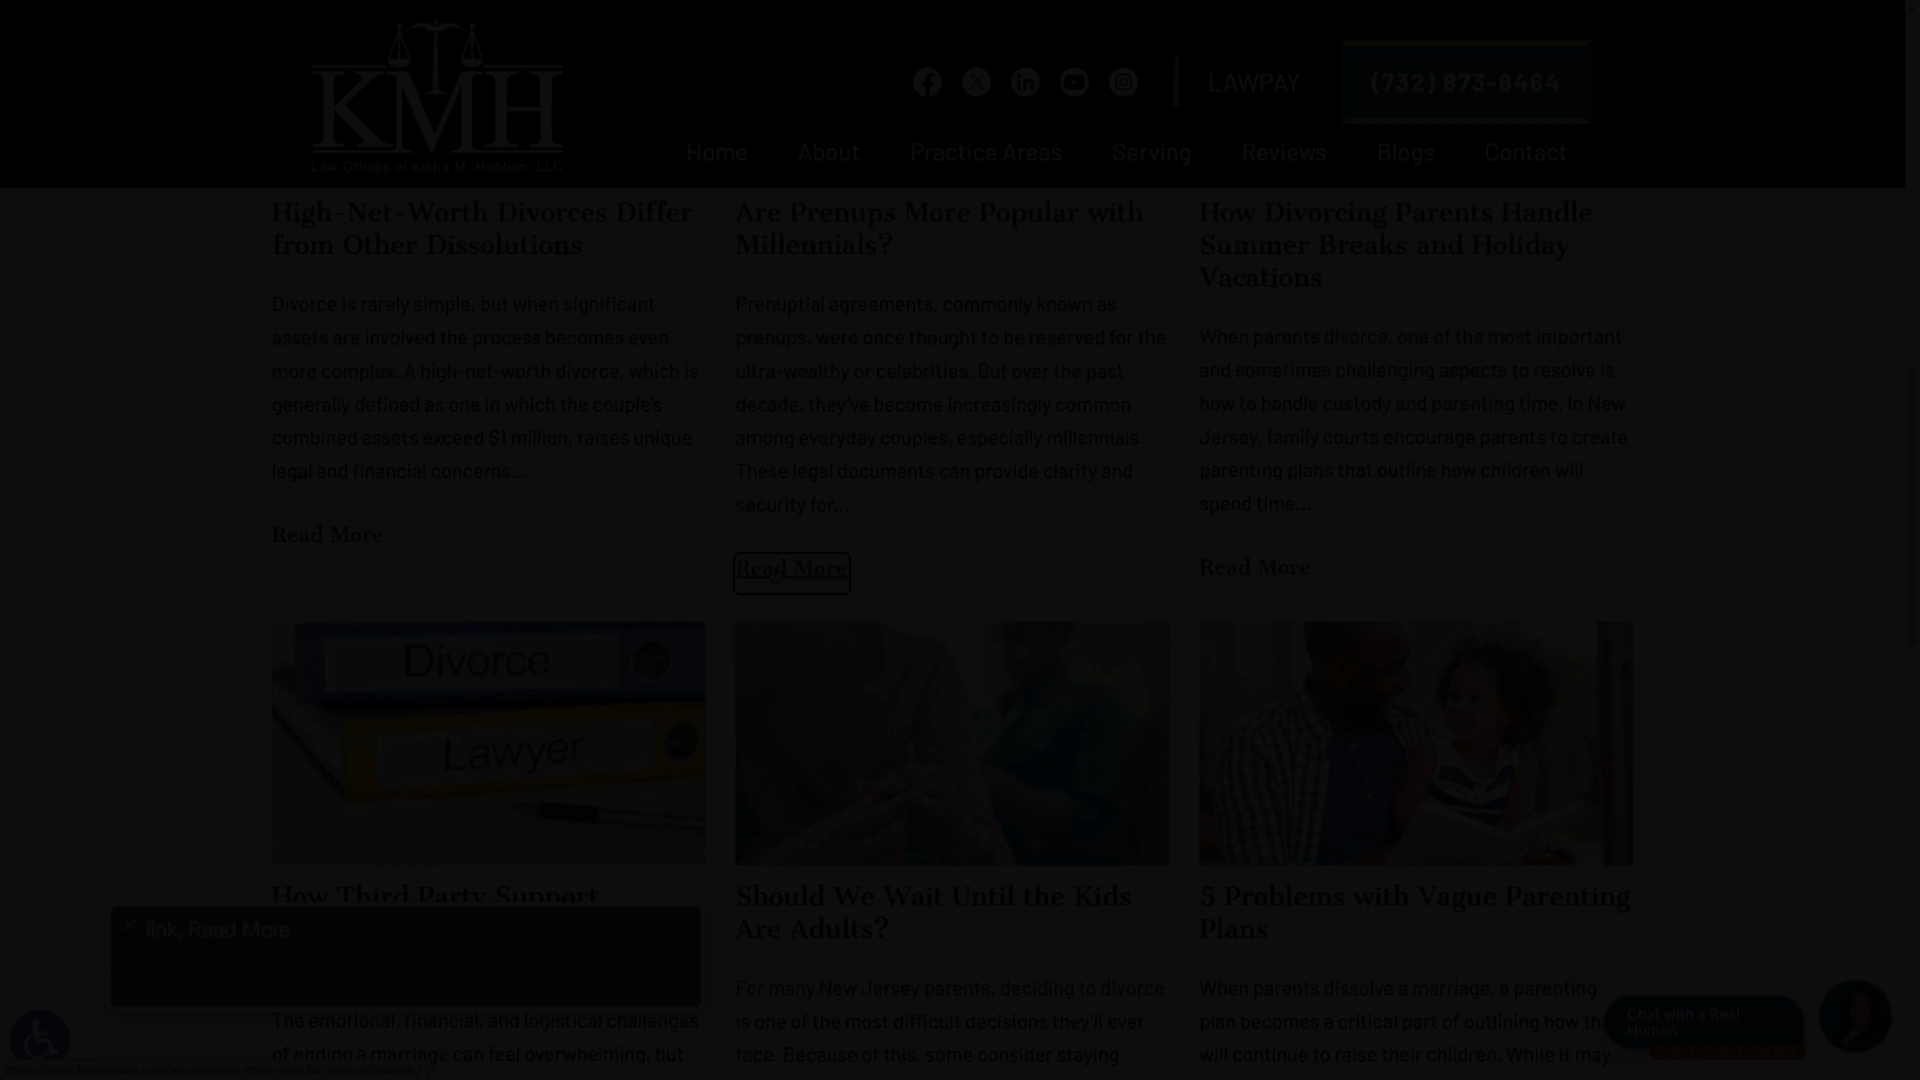 KMH
Law Offices of Kisha M. Hebbon, LLC
LAWPAY
(732) 873-6464
Home
About
Practice Areas
Serving
Reviews
Blogs
Contact
High-Net-Worth Divorces Differ
from Other Dissolutions
Divorce is rarely simple, but when significant
assets are involved the process becomes even
more complex. A high-net-worth divorce, which is
generally defined as one in which the couple's
combined assets exceed $1 million, raises unique
legal and financial concerns...
Read More
Are Prenups More Popular with
Millennials?
Prenuptial agreements, commonly known as
prenups, were once thought to be reserved for the
ultra-wealthy or celebrities. But over the past
decade, they've become increasingly common
among everyday couples, especially millennials.
These legal documents can provide clarity and
security for...
Read More
How Divorcing Parents Handle
Summer Breaks and Holiday
Vacations
When parents divorce, one of the most important
and sometimes challenging aspects to resolve is
how to handle custody and parenting time. In New
Jersey, family courts encourage parents to create
parenting plans that outline how children will
spend time...
Read More
Divorce
Lawyer
How Third Party Support
link, Read More
The emotional, financial, and logistical challenges
of ending a marriage can feel overwhelming, but
Should We Wait Until the Kids
Are Adults?
For many New Jersey parents, deciding to divorce
is one of the most difficult decisions they'll ever
face. Because of this, some consider staying
5 Problems with Vague Parenting
Plans
When parents dissolve a marriage, a parenting
plan becomes a critical part of outlining how
will continue to raise their children. While it may
Chat with a Real
Human